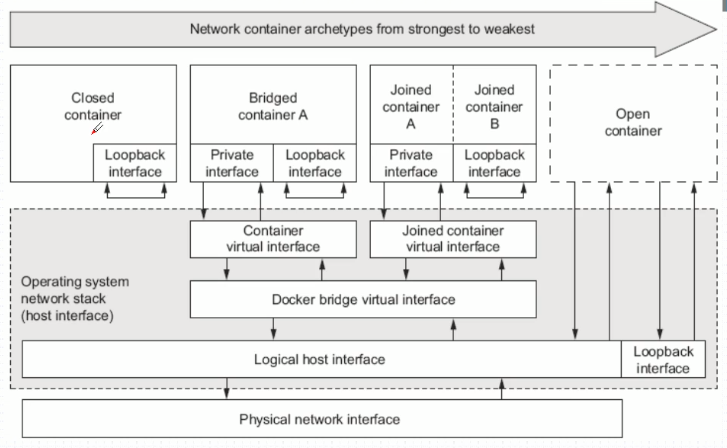 Network container archetypes from strongest to weakest
Closed
container
Loopback
interface
Bridged
container A
Private
interface
Loopback
interface
Joined
container
A
Joined
container
B
Private
interface
Loopback
interface
Open
container
Container
virtual interface
Joined container
virtual interface
Operating system
network stack
(host interface)
Docker bridge virtual interface
Logical host interface
Loopback
interface
Physical network interface